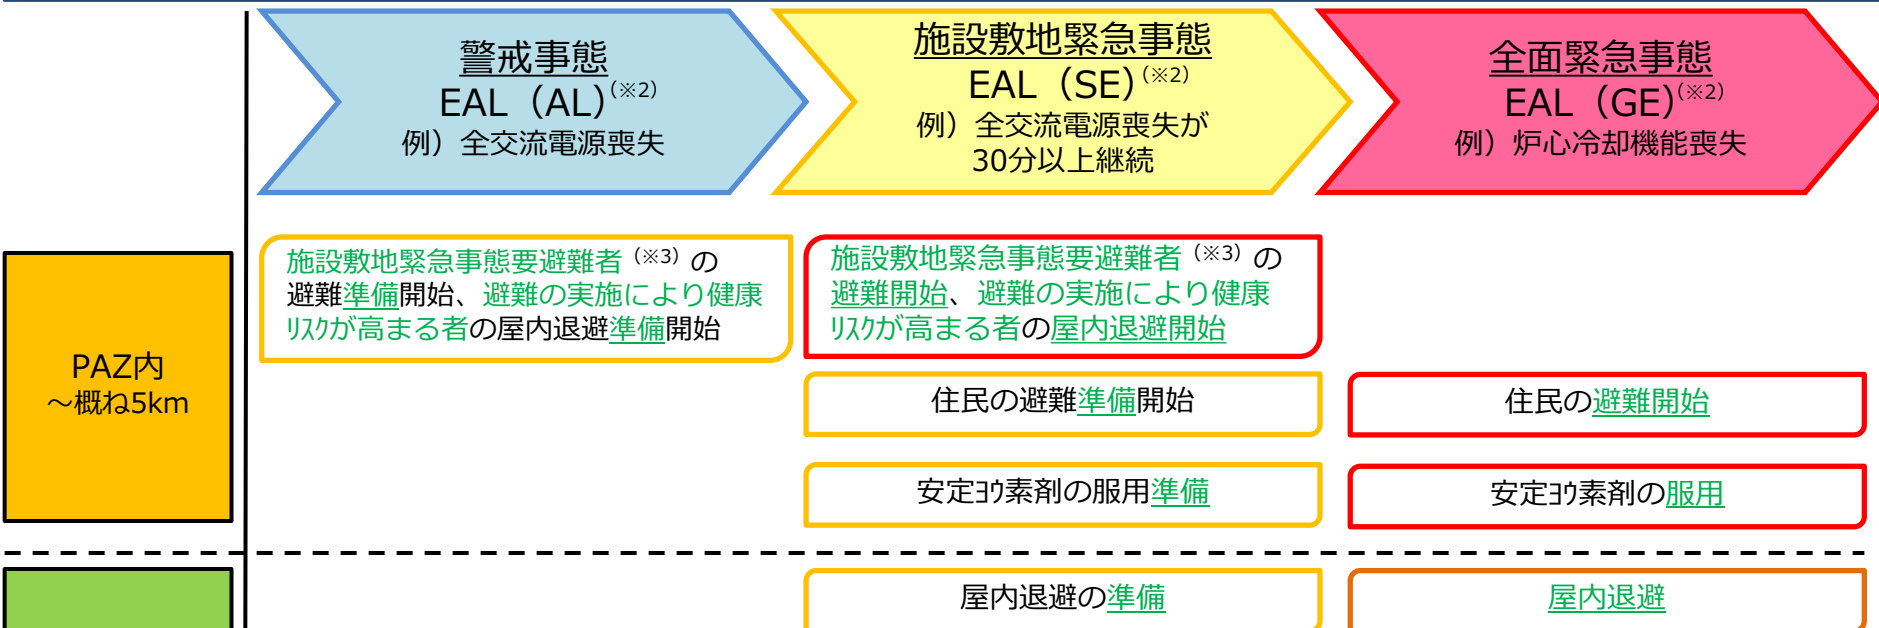 警戒事態
EAL（AL）(※2)
例）全交流電源喪失
施設敷地緊急事態
EAL（SE）(※2)
例）全交流電源喪失が
30分以上継続
全面緊急事態
EAL（GE）(※2)
例）炉心冷却機能喪失
PAZ内
～概ね5km
施設敷地緊急事態要避難者（※3）の
避難準備開始、避難の実施により健康
ﾘｽｸが高まる者の屋内退避準備開始
施設敷地緊急事態要避難者（※3）の
避難開始、避難の実施により健康
ﾘｽｸが高まる者の屋内退避開始
住民の避難準備開始
住民の避難開始
安定ﾖｳ素剤の服用準備
安定ﾖｳ素剤の服用
屋内退避の準備
屋内退避